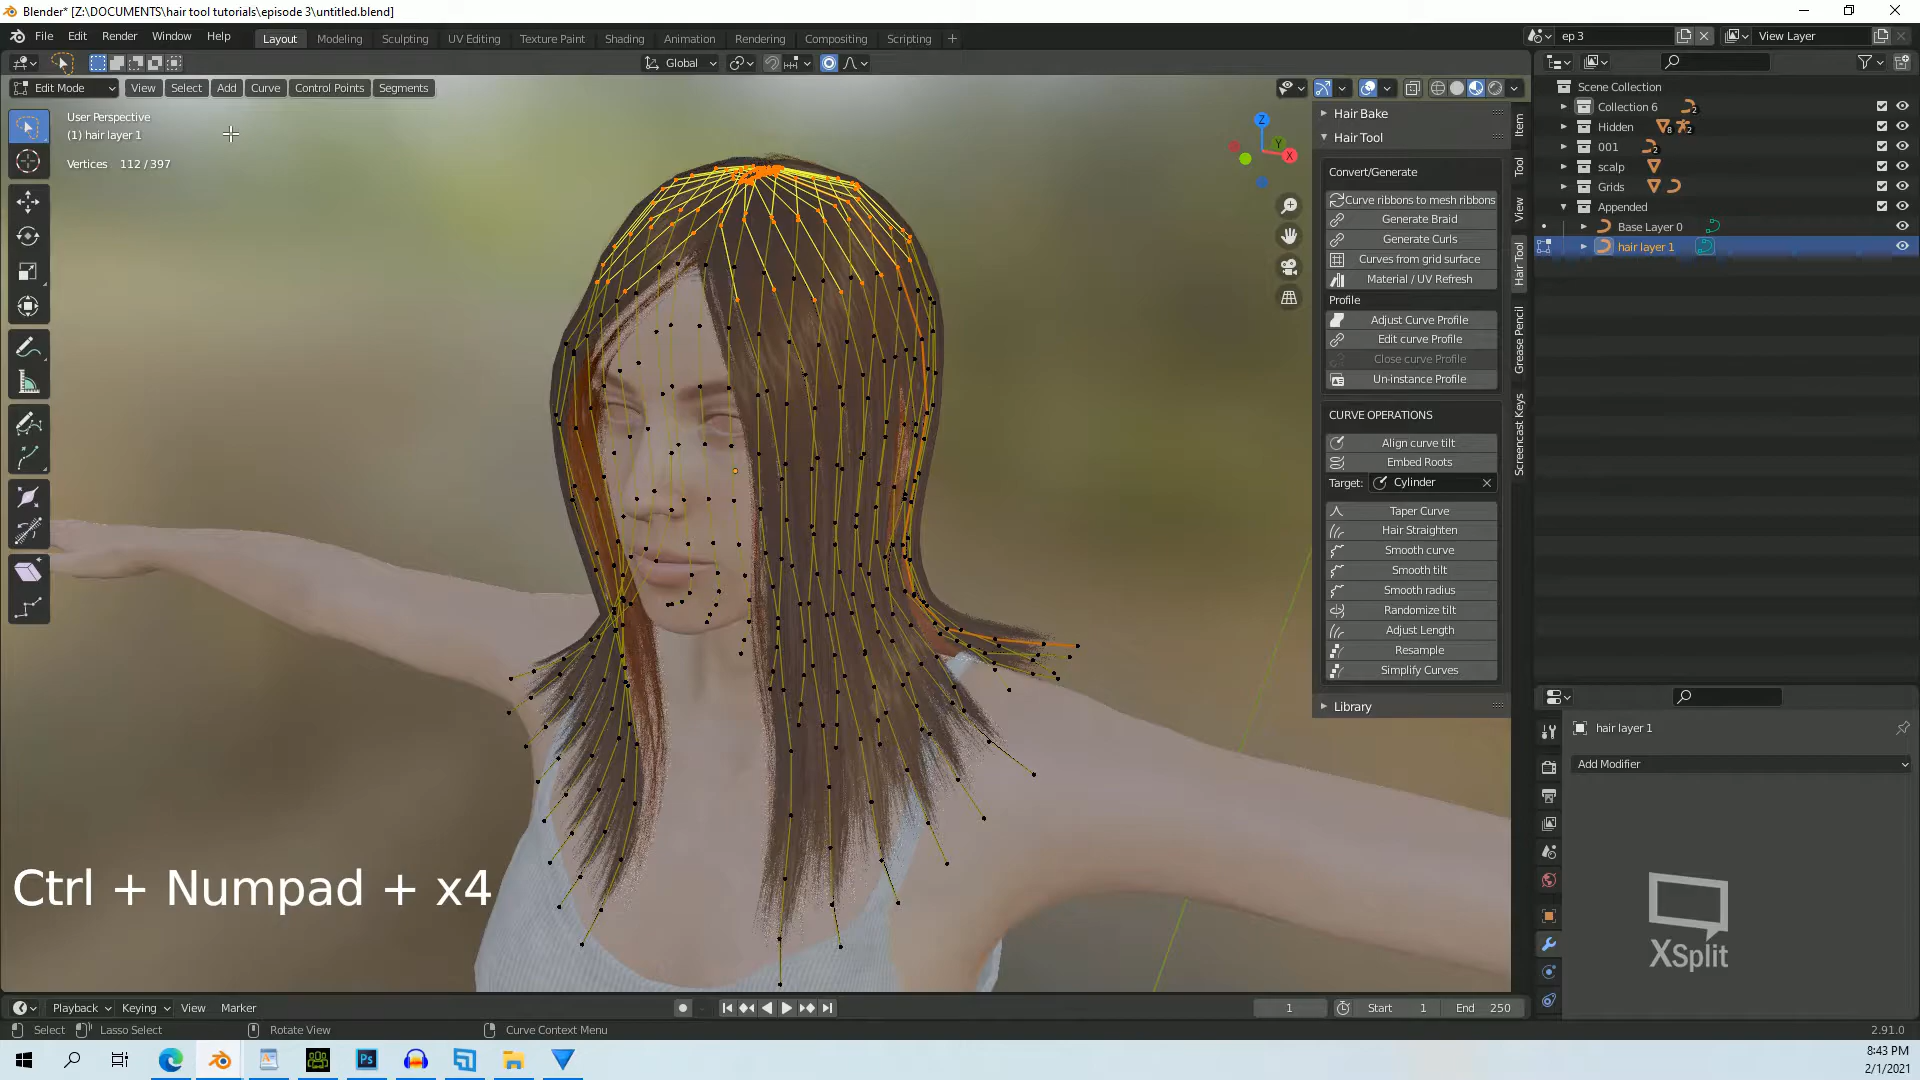 Blender* [Z:\DOCUMENTS\hair tool tutorials\episode 3\untitled.blend]
File Edit Render Window Help
Layout Modeling Sculpting UV Editing Texture Paint Shading Animation Rendering Compositing Scripting +
ep 3
View Layer
Global
Edit Mode View Select Add Curve Control Points Segments
User Perspective
(1) hair layer 1
Vertices 112 / 397
Z
Y
X
Hair Bake
Hair Tool
Convert/Generate
Curve ribbons to mesh ribbons
Generate Braid
Generate Curls
Curves from grid surface
Material / UV Refresh
Profile
Adjust Curve Profile
Edit curve Profile
Close curve Profile
Un-instance Profile
CURVE OPERATIONS
Align curve tilt
Embed Roots
Target: Cylinder
Taper Curve
Hair Straighten
Smooth curve
Smooth tilt
Smooth radius
Randomize tilt
Adjust Length
Resample
Simplify Curves
Library
Item
Tool
View
Hair Tool
Grease Pencil
Screencast Keys
Scene Collection
Collection 6 2
Hidden 8 2
001 2
scalp
Grids
Appended
Base Layer 0
hair layer 1
hair layer 1
Add Modifier
XSplit
Ctrl + Numpad + x4
Playback Keying View Marker
1 Start 1 End 250
Select Lasso Select Rotate View Curve Context Menu
2.91.0
Ps
8:43 PM
2/1/2021